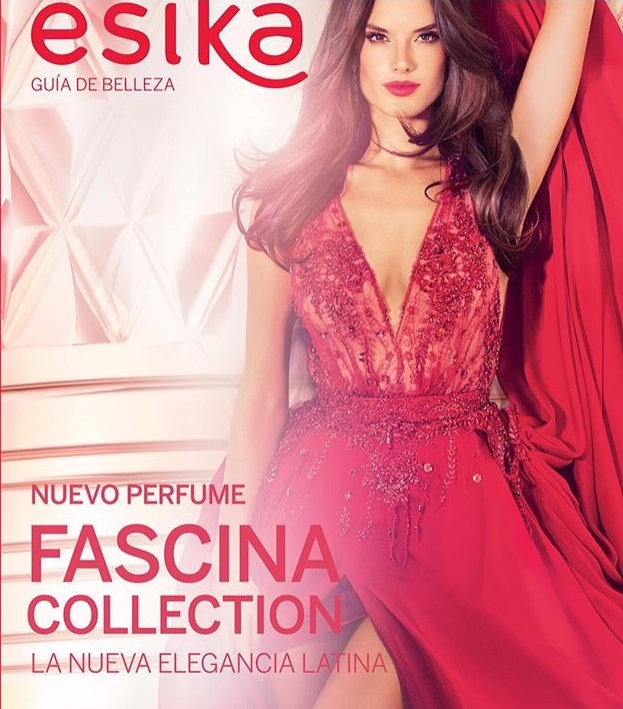 esika
GUÍA DE BELLEZA
NUEVO PERFUME
FASCINA
COLLECTION
LA NUEVA ELEGANCIA LATINA